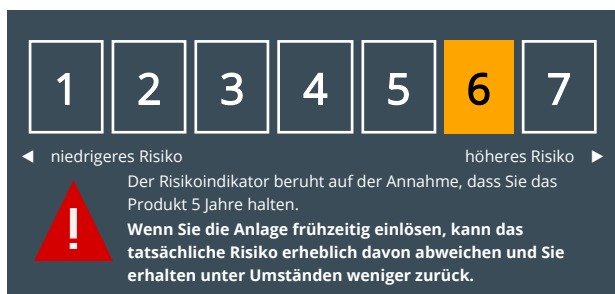 1 2 3 4 5 6 7
niedrigeres Risiko höheres Risiko
Der Risikoindikator beruht auf der Annahme, dass Sie das
Produkt 5 Jahre halten.
Wenn Sie die Anlage frühzeitig einlösen, kann das
tatsächliche Risiko erheblich davon abweichen und Sie
erhalten unter Umständen weniger zurück.
!